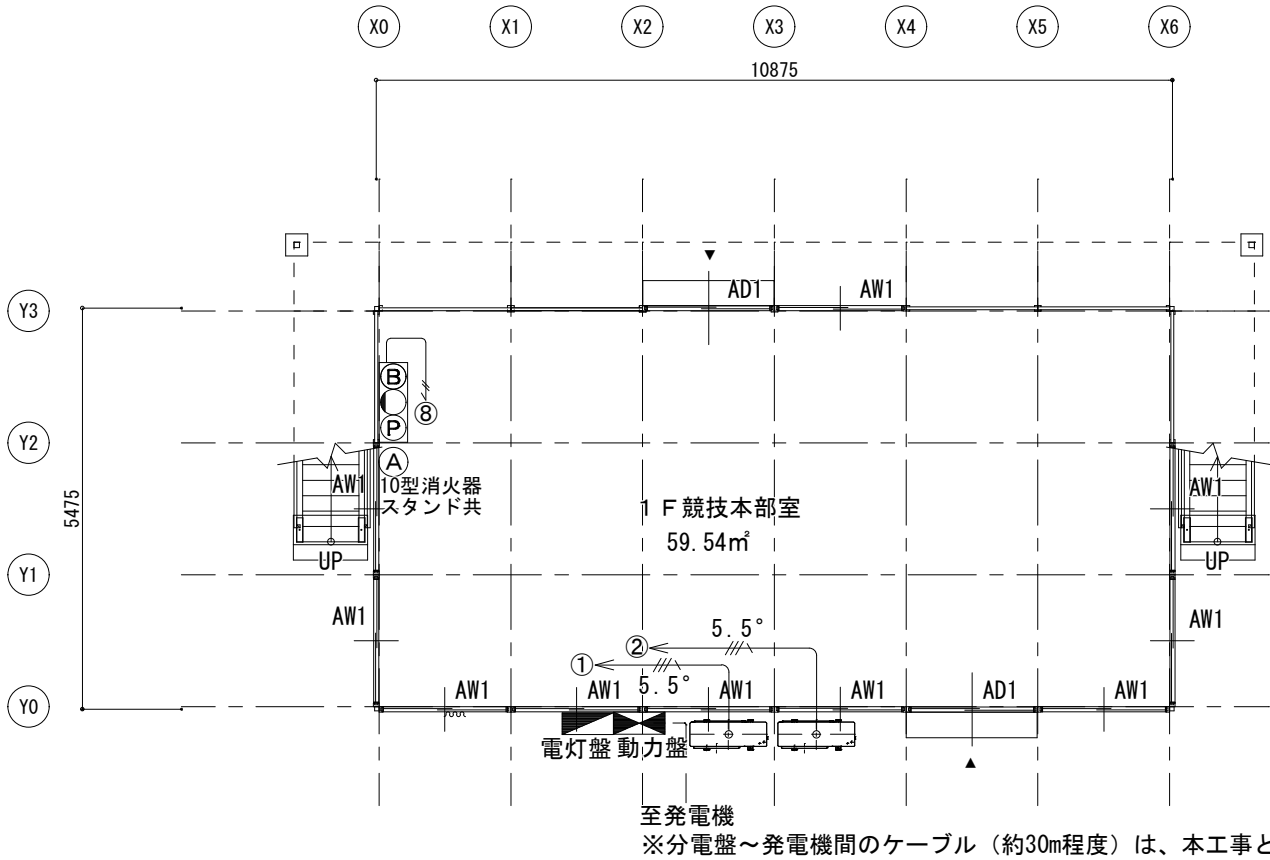 X0 X1 X2 X3 X4 X5 X6
10875
AD1 AW1
Y3
B
⑧
P
Y2
A
AW1 10型消火器
スタンド共
AW1
5475
1F競技本部室
59.54㎡
UP UP
Y1
AW1 AW1
5.5°
②
①
5.5°
AW1 AW1 AW1 AW1 AD1 AW1
Y0
電灯盤 動力盤
至発電機
※分電盤～発電機間のケーブル（約30m程度）は、本工事と